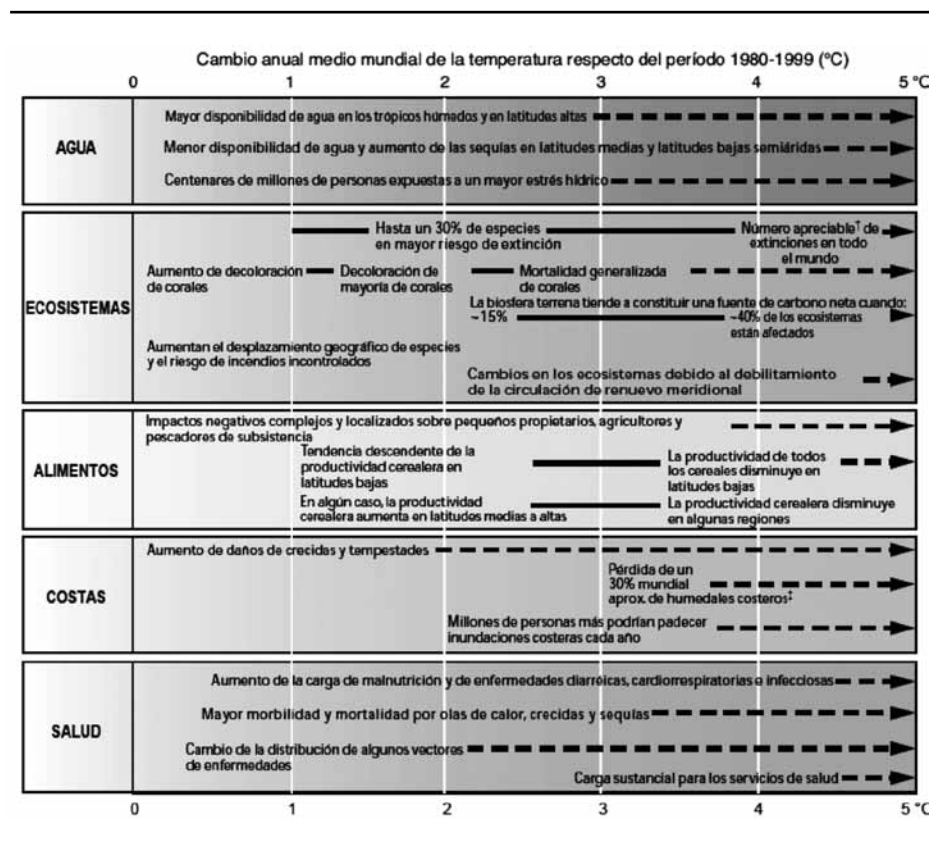 Cambio anual medio mundial de la temperatura respecto del período 1980-1999 (°C)
0 1 2 3 4 5 °C
AGUA
Mayor disponibilidad de agua en los trópicos húmedos y en latitudes altas
Menor disponibilidad de agua y aumento de las sequías en latitudes medias y latitudes bajas semiáridas
Centenares de millones de personas expuestas a un mayor estrés hídrico
ECOSISTEMAS
Hasta un 30% de especies
en mayor riesgo de extinción
Número apreciable† de
extinciones en todo
el mundo
Aumento de decoloración
de corales
Decoloración de
mayoría de corales
Mortalidad generalizada
de corales
La biosfera terrena tiende a constituir una fuente de carbono neta cuando:
~15%
~40% de los ecosistemas
están afectados
Aumentan el desplazamiento geográfico de especies
y el riesgo de incendios incontrolados
Cambios en los ecosistemas debido al debilitamiento
de la circulación de renuevo meridional
ALIMENTOS
Impactos negativos complejos y localizados sobre pequeños propietarios, agricultores y
pescadores de subsistencia
Tendencia descendente de la
productividad cerealera en
latitudes bajas
La productividad de todos
los cereales disminuye en
latitudes bajas
En algún caso, la productividad
cerealera aumenta en latitudes medias a altas
La productividad cerealera disminuye
en algunas regiones
COSTAS
Aumento de daños de crecidas y tempestades
Pérdida de un
30% mundial
aprox. de humedales costeros‡
Millones de personas más podrían padecer
inundaciones costeras cada año
SALUD
Aumento de la carga de malnutrición y de enfermedades diarréicas, cardiorrespiratorias e infecciosas
Mayor morbilidad y mortalidad por olas de calor, crecidas y sequías
Cambio de la distribución de algunos vectores
de enfermedades
Carga sustancial para los servicios de salud
0 1 2 3 4 5 °C